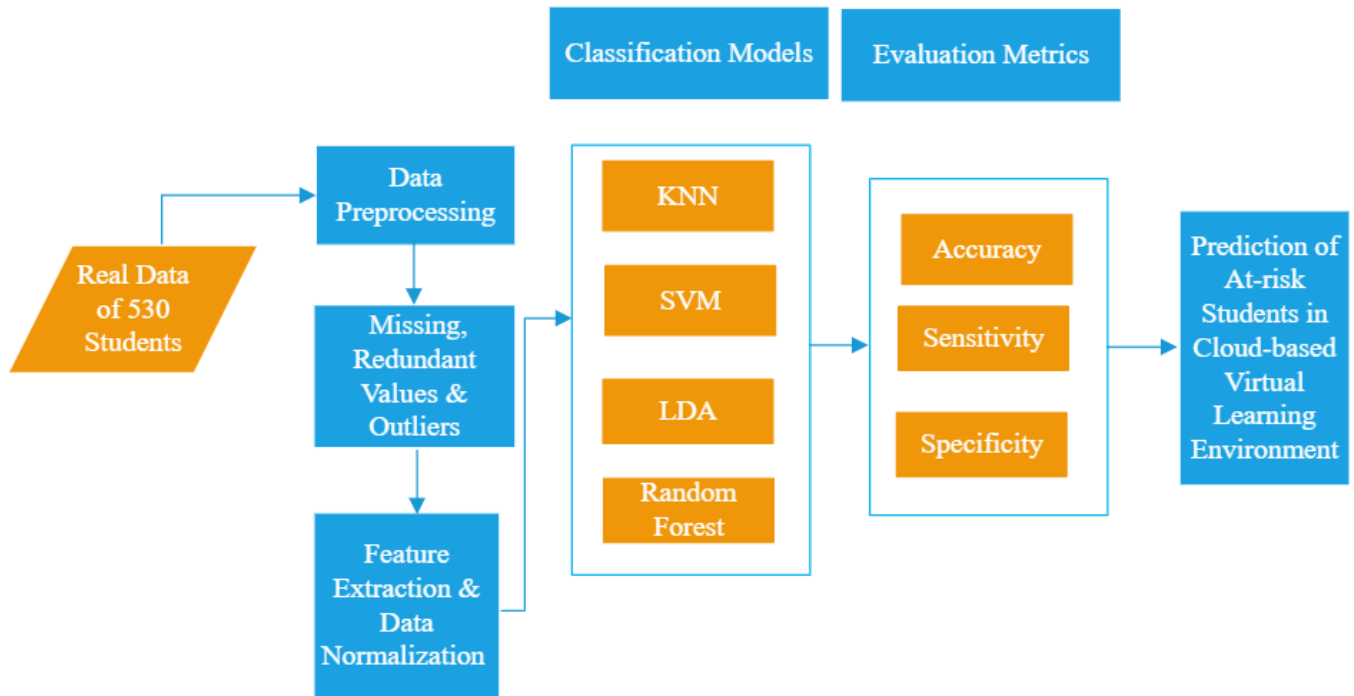 Classification Models
Evaluation Metrics
Real Data
of 530
Students
Data
Preprocessing
Missing,
Redundant
Values &
Outliers
Feature
Extraction &
Data
Normalization
KNN
SVM
LDA
Random
Forest
Accuracy
Sensitivity
Specificity
Prediction of
At-risk
Students in
Cloud-based
Virtual
Learning
Environment